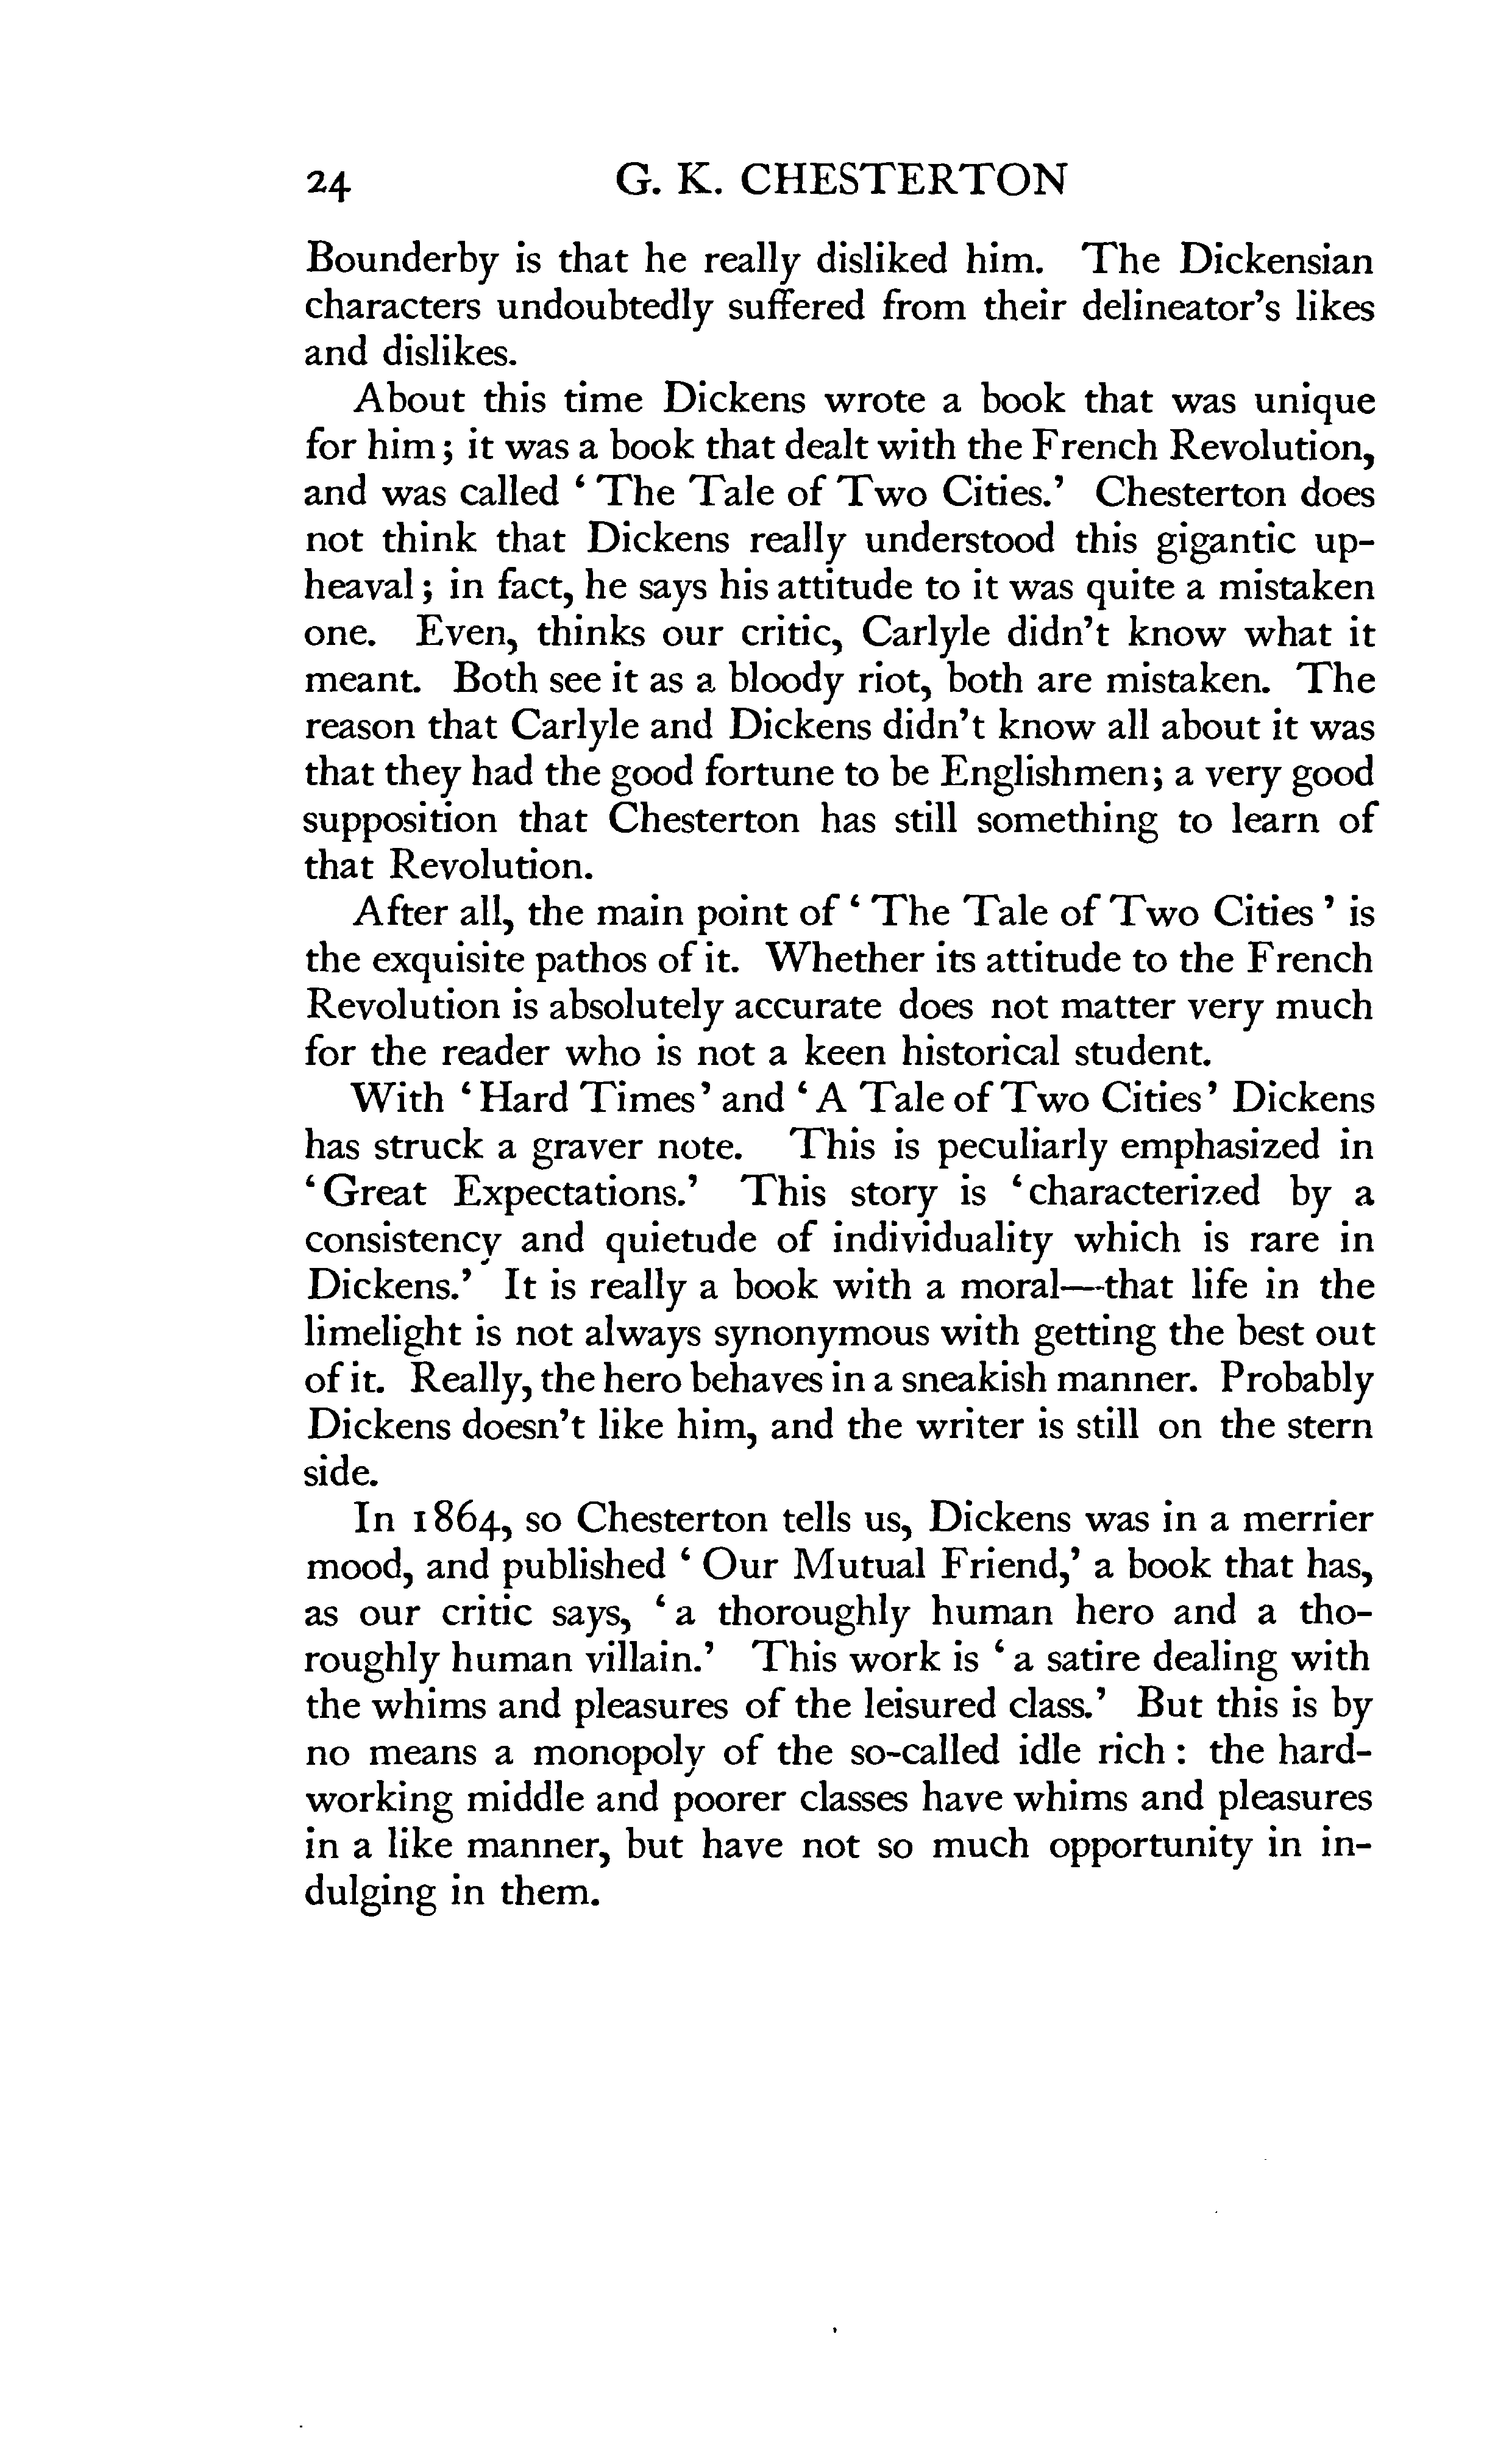 24 G. K. CHESTERTON
Bounderby is that he really disliked him. The Dickensian
characters undoubtedly suffered from their delineator's likes
and dislikes.
About this time Dickens wrote a book that was unique
for him; it was a book that dealt with the French Revolution,
and was called ‘The Tale of Two Cities.’ Chesterton does
not think that Dickens really understood this gigantic up-
heaval; in fact, he says his attitude to it was quite a mistaken
one. Even, thinks our critic, Carlyle didn't know what it
meant. Both see it as a bloody riot, both are mistaken. The
reason that Carlyle and Dickens didn't know all about it was
that they had the good fortune to be Englishmen; a very good
supposition that Chesterton has still something to learn of
that Revolution.
After all, the main point of ‘The Tale of Two Cities’ is
the exquisite pathos of it. Whether its attitude to the French
Revolution is absolutely accurate does not matter very much
for the reader who is not a keen historical student.
With ‘Hard Times’ and ‘A Tale of Two Cities’ Dickens
has struck a graver note. This is peculiarly emphasized in
‘Great Expectations.’ This story is ‘characterized by a
consistency and quietude of individuality which is rare in
Dickens.’ It is really a book with a moral—that life in the
limelight is not always synonymous with getting the best out
of it. Really, the hero behaves in a sneakish manner. Probably
Dickens doesn't like him, and the writer is still on the stern
side.
In 1864, so Chesterton tells us, Dickens was in a merrier
mood, and published ‘Our Mutual Friend,’ a book that has,
as our critic says, ‘a thoroughly human hero and a tho-
roughly human villain.’ This work is ‘a satire dealing with
the whims and pleasures of the leisured class.’ But this is by
no means a monopoly of the so-called idle rich: the hard-
working middle and poorer classes have whims and pleasures
in a like manner, but have not so much opportunity in in-
dulging in them.